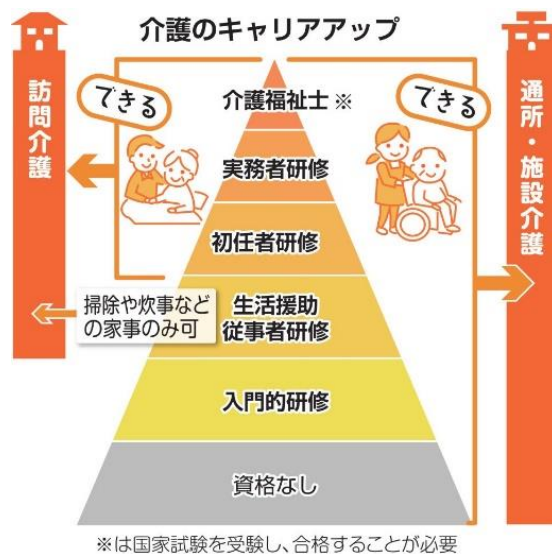 介護のキャリアアップ
訪問介護
できる
できる
通所・施設介護
介護福祉士※
実務者研修
初任者研修
掃除や炊事など
の家事のみ可
生活援助
従事者研修
入門的研修
資格なし
※は国家試験を受験し、合格することが必要